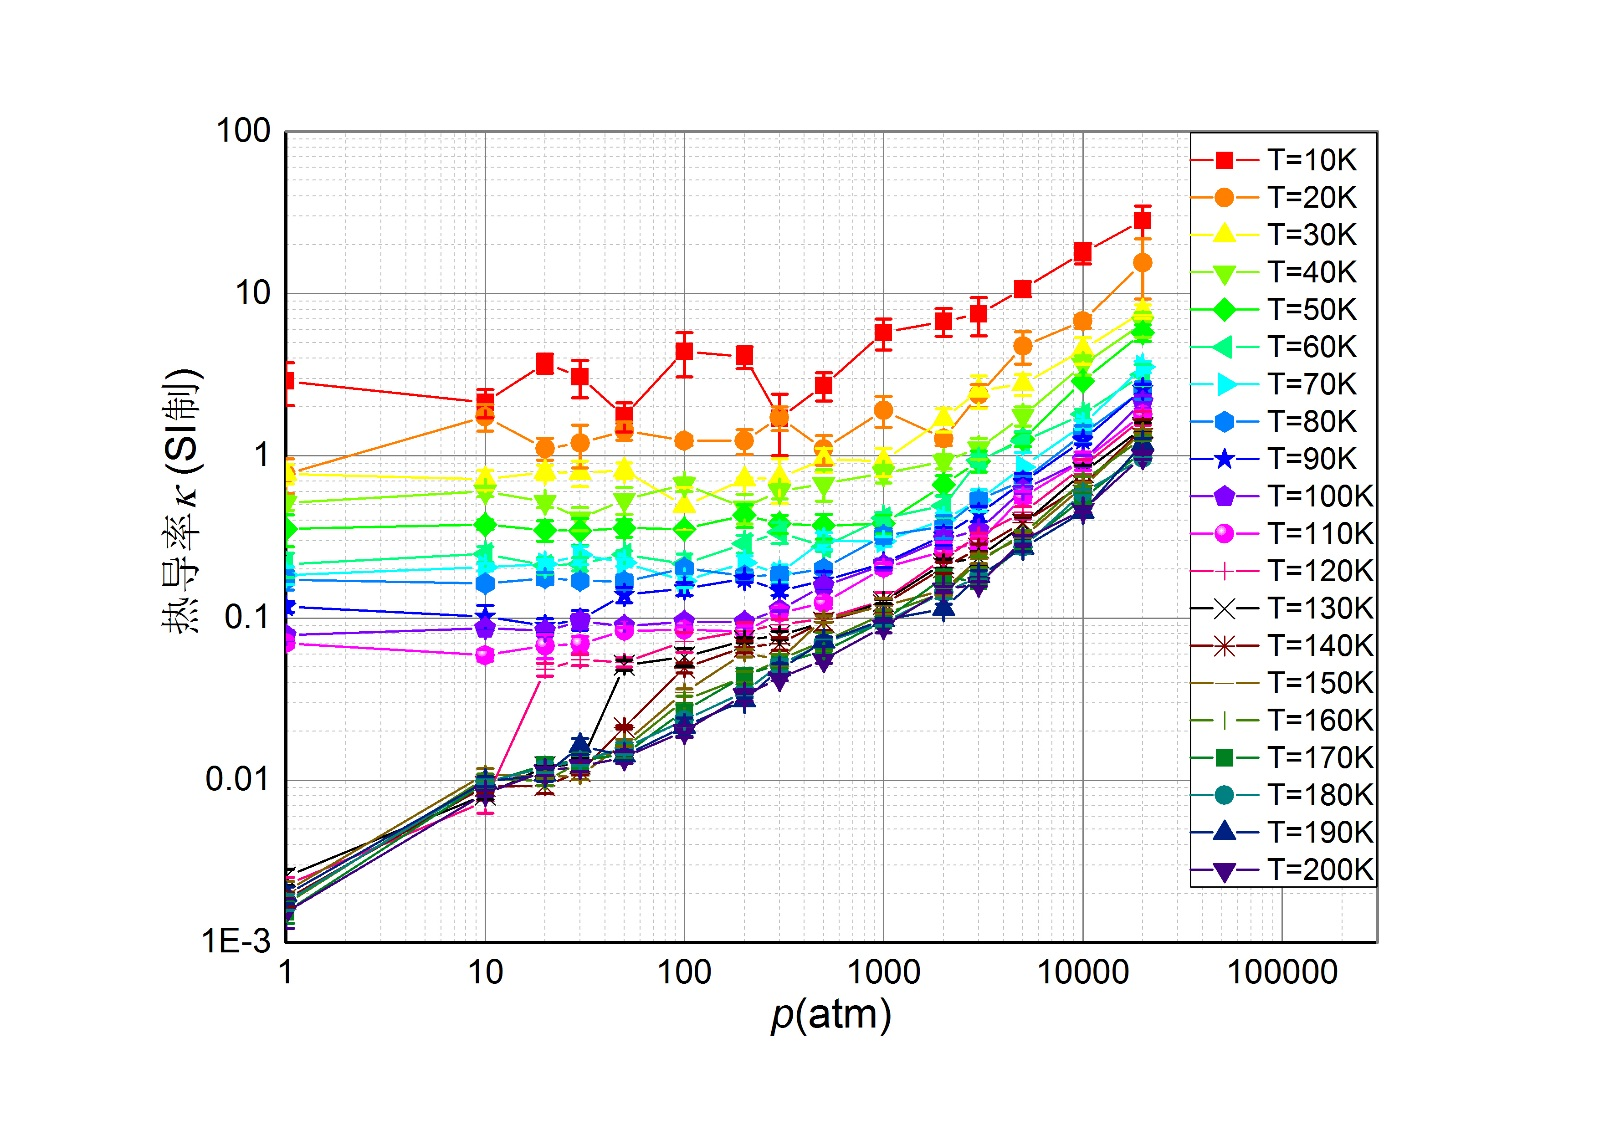 100
10
1
0.1
0.01
1E-3
热导率κ (SI制)
1
10
100
1000
10000
100000
p(atm)
T=10K
T=20K
T=30K
T=40K
T=50K
T=60K
T=70K
T=80K
T=90K
T=100K
T=110K
T=120K
T=130K
T=140K
T=150K
T=160K
T=170K
T=180K
T=190K
T=200K